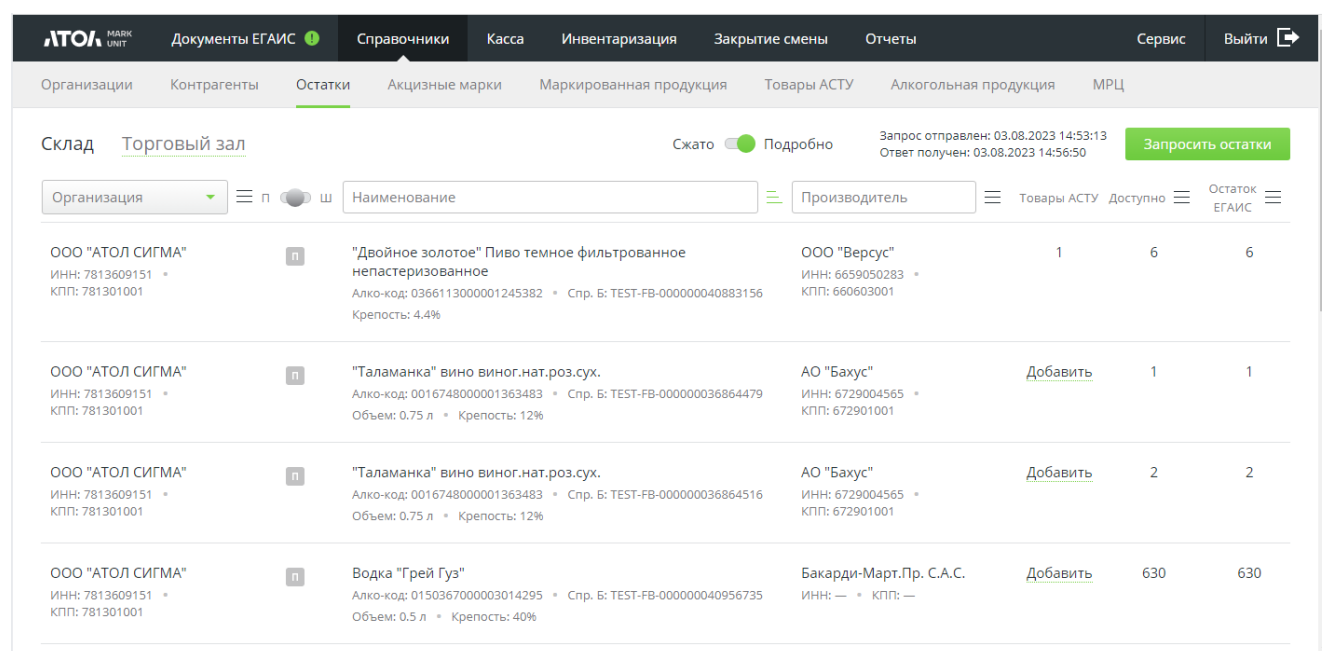 АТОЛ MARK UNIT Документы ЕГАИС ! Справочники Касса Инвентаризация Закрытие смены Отчеты Сервис Выйти
Организации Контрагенты Остатки Акцизные марки Маркированная продукция Товары АСТУ Алкогольная продукция МРЦ
Склад Торговый зал Сжато Подробно Запрос отправлен: 03.08.2023 14:53:13 Запросить остатки
Ответ получен: 03.08.2023 14:56:50
Организация П Ш Наименование Производитель Товары АСТУ Доступно Остаток
ЕГАИС
ООО "АТОЛ СИГМА" П "Двойное золотое" Пиво темное фильтрованное ООО "Версус" 1 6 6
ИНН: 7813609151 непастеризованное ИНН: 6659050283
КПП: 781301001 Алко-код: 0366113000001245382 Спр. Б: TEST-FB-000000040883156 КПП: 660603001
Крепость: 4.4%
ООО "АТОЛ СИГМА" П "Таламанка" вино виног.нат.роз.сух. АО "Бахус" Добавить 1 1
ИНН: 7813609151 Алко-код: 0016748000001363483 Спр. Б: TEST-FB-000000036864479 ИНН: 6729004565
КПП: 781301001 Объем: 0.75 л Крепость: 12% КПП: 672901001
ООО "АТОЛ СИГМА" П "Таламанка" вино виног.нат.роз.сух. АО "Бахус" Добавить 2 2
ИНН: 7813609151 Алко-код: 0016748000001363483 Спр. Б: TEST-FB-000000036864516 ИНН: 6729004565
КПП: 781301001 Объем: 0.75 л Крепость: 12% КПП: 672901001
ООО "АТОЛ СИГМА" П Водка "Грей Гуз" Бакарди-Март.Пр. С.А.С. Добавить 630 630
ИНН: 7813609151 Алко-код: 0150367000003014295 Спр. Б: TEST-FB-000000040956735 ИНН: — КПП: —
КПП: 781301001 Объем: 0.5 л Крепость: 40%